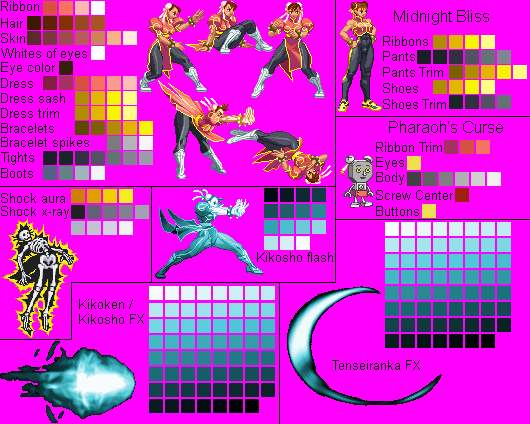 Ribbon
Hair
Skin
Whites of eyes
Eye color
Dress
Dress sash
Dress trim
Bracelets
Bracelet spikes
Tights
Boots
Midnight Bliss
Ribbons
Pants
Pants Trim
Shoes
Shoes Trim
Pharaoh's Curse
Ribbon Trim
Eyes
Body
Screw Center
Buttons
Shock aura
Shock x-ray
Kikosho flash
Kikoken /
Kikosho FX
Tenseiranka FX